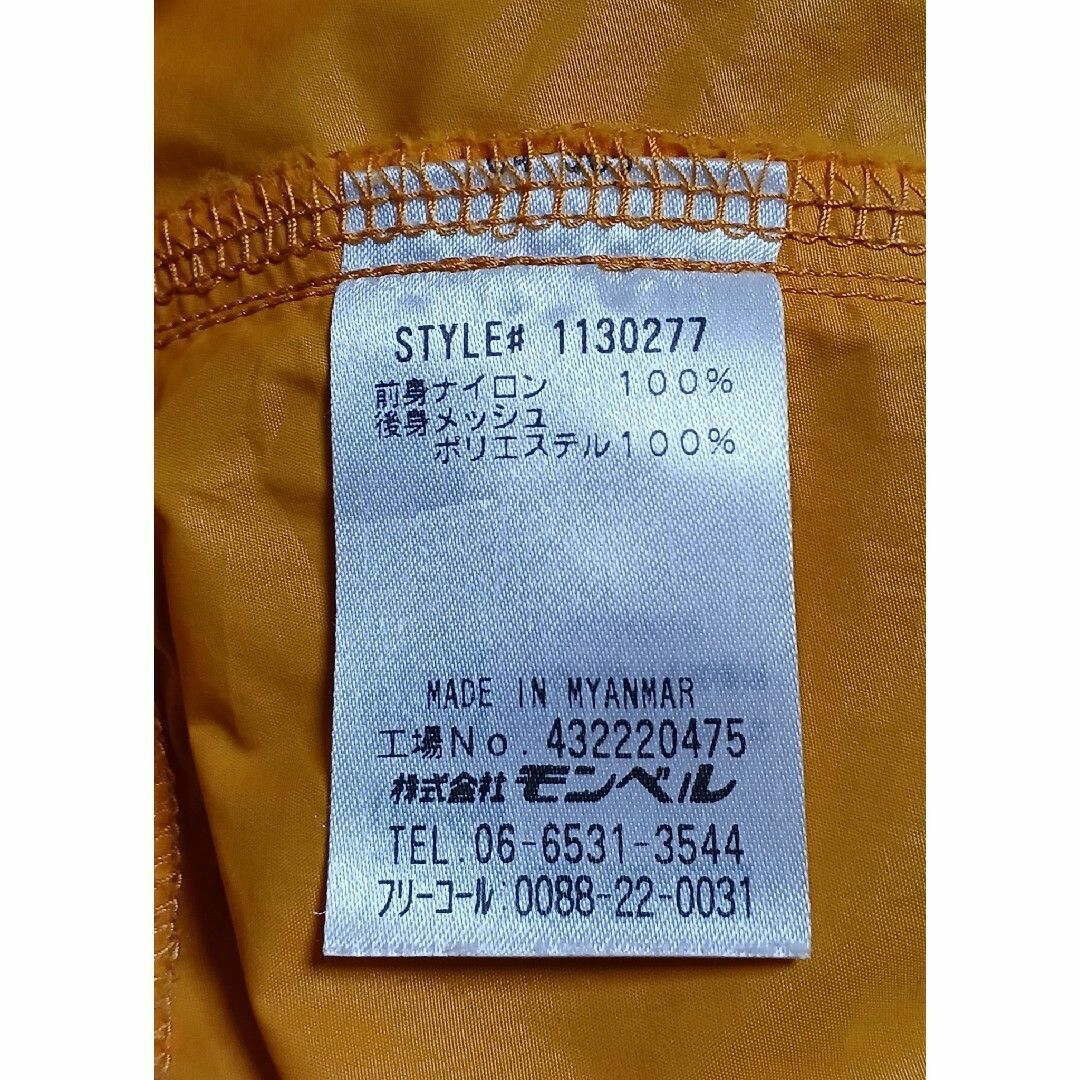 STYLE# 1130277
前身ナイロン 100%
後身メッシュ
ポリエステル100%
MADE IN MYANMAR
工場No. 432220475
株式会社モンベル
TEL.06-6531-3544
フリーコール:0088-22-0031